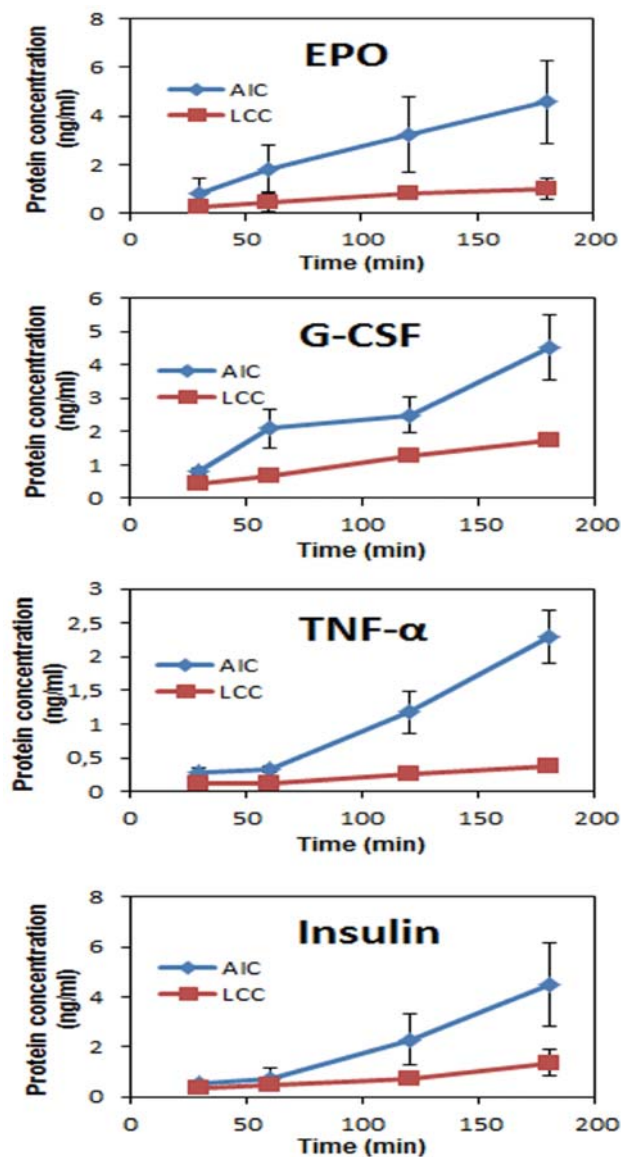 EPO
AIC
LCC
Protein concentration
(ng/ml)
8
6
4
2
0
0 50 100 150 200
Time (min)
G-CSF
AIC
LCC
Protein concentration
(ng/ml)
6
5
4
3
2
1
0
0 50 100 150 200
Time (min)
TNF-α
AIC
LCC
Protein concentration
(ng/ml)
3
2,5
2
1,5
1
0,5
0
0 50 100 150 200
Time (min)
Insulin
AIC
LCC
Protein concentration
(ng/ml)
8
6
4
2
0
0 50 100 150 200
Time (min)